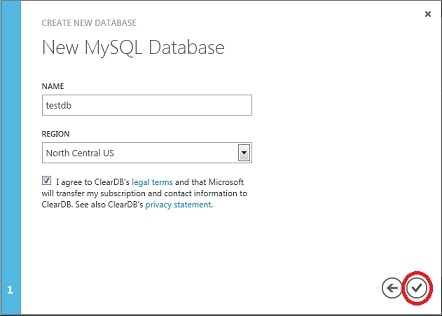 CREATE NEW DATABASE
New MySQL Database
NAME
testdb
REGION
North Central US
I agree to ClearDB's legal terms and that Microsoft
will transfer my subscription and contact information to
ClearDB. See also ClearDB's privacy statement.
1